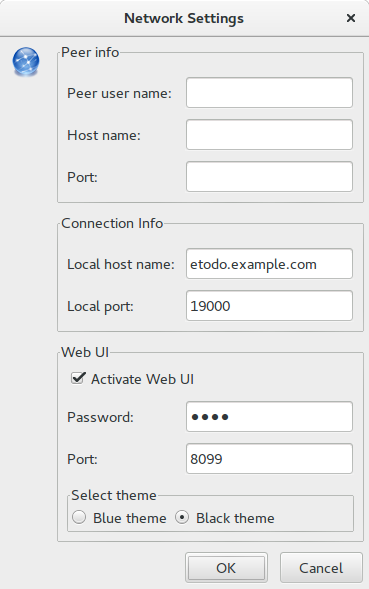 Network Settings
Peer info
Peer user name:
Host name:
Port:
Connection Info
Local host name: etodo.example.com
Local port: 19000
Web UI
Activate Web UI
Password: ●●●●
Port: 8099
Select theme
Blue theme Black theme
OK Cancel